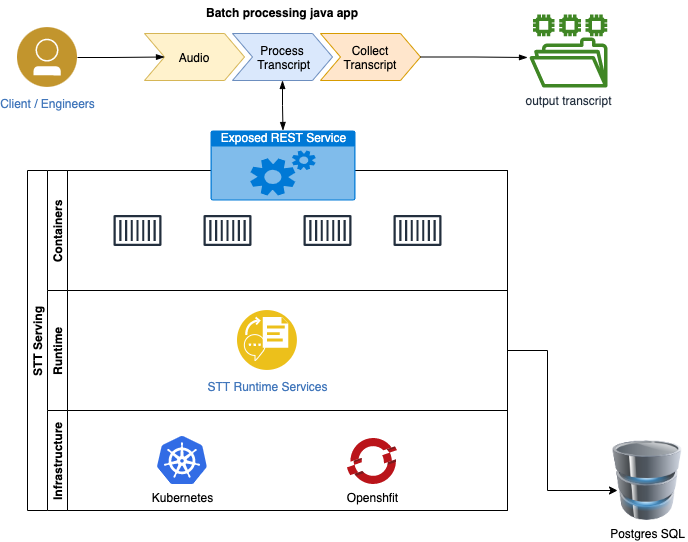 Batch processing java app
Audio
Process
Transcript
Collect
Transcript
Client / Engineers
output transcript
Exposed REST Service
STT Serving
Containers
Runtime
STT Runtime Services
Infrastructure
Kubernetes
Openshfit
Postgres SQL